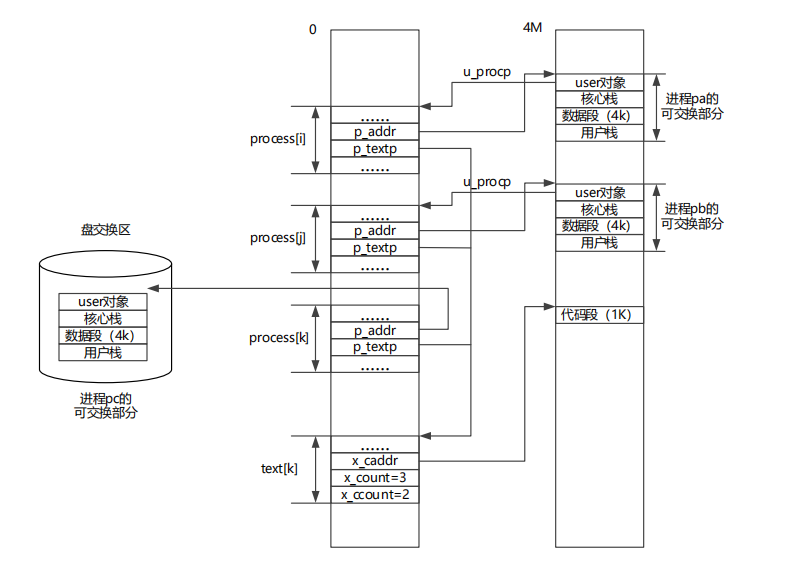 0
4M
u_procp
process[i]
……
p_addr
p_textp
……
user对象
核心栈
数据段（4k）
用户栈
进程pa的
可交换部分
u_procp
process[j]
……
p_addr
p_textp
……
user对象
核心栈
数据段（4k）
用户栈
进程pb的
可交换部分
盘交换区
user对象
核心栈
数据段（4k）
用户栈
进程pc的
可交换部分
process[k]
……
p_addr
p_textp
……
代码段（1K）
text[k]
……
x_caddr
x_count=3
x_ccount=2